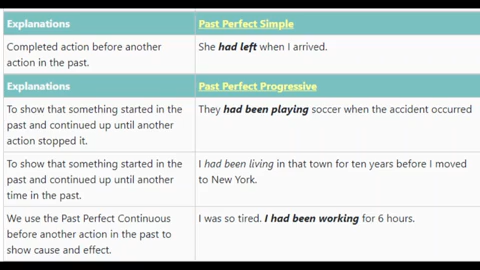 Explanations
Past Perfect Simple
Completed action before another
action in the past.
She had left when I arrived.
Explanations
Past Perfect Progressive
To show that something started in the
past and continued up until another
action stopped it.
They had been playing soccer when the accident occurred
To show that something started in the
past and continued up until another
time in the past.
I had been living in that town for ten years before I moved
to New York.
We use the Past Perfect Continuous
before another action in the past to
show cause and effect.
I was so tired. I had been working for 6 hours.